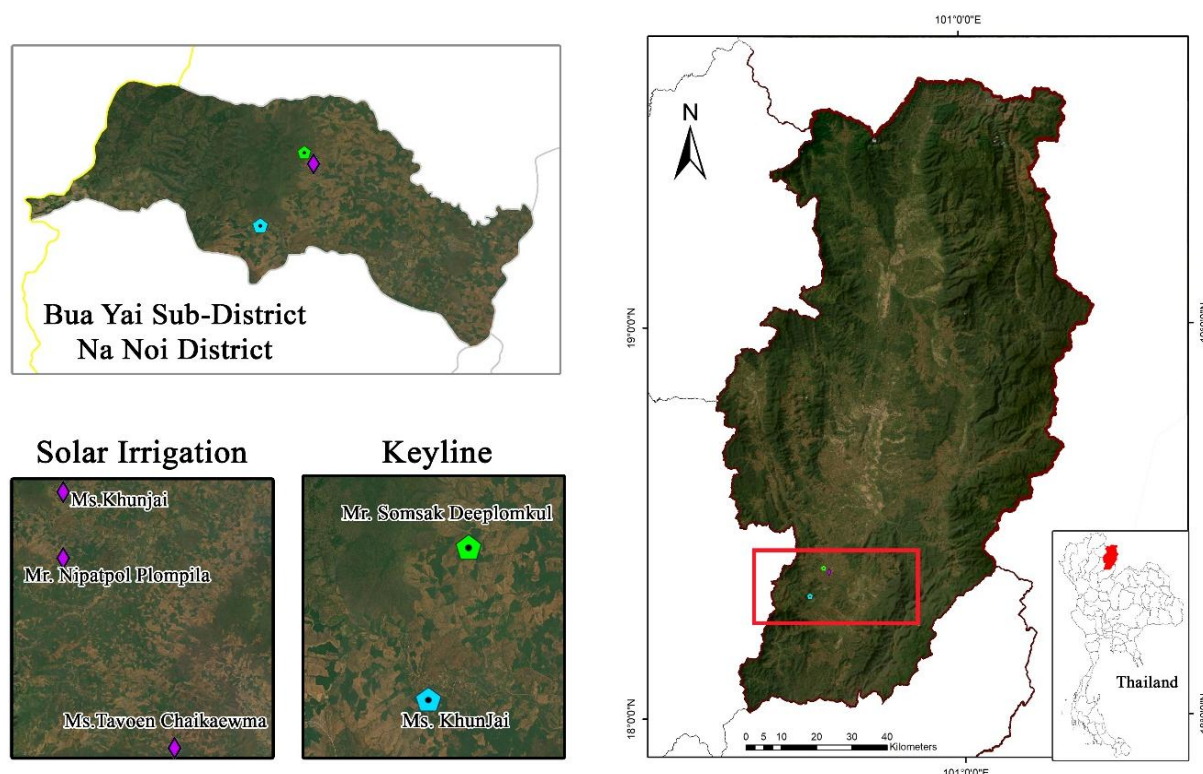 Bua Yai Sub-District
Na Noi District
Solar Irrigation
Ms.Khunjai
Mr. Nipatpol Plompila
Ms.Tavoen Chaikaewma
Keyline
Mr. Somsak Deeplomkul
Ms. KhunJai
101°0'0"E
N
19°0'0"N
18°0'0"N
0 5 10 20 30 40
Kilometers
101°0'0"E
Thailand